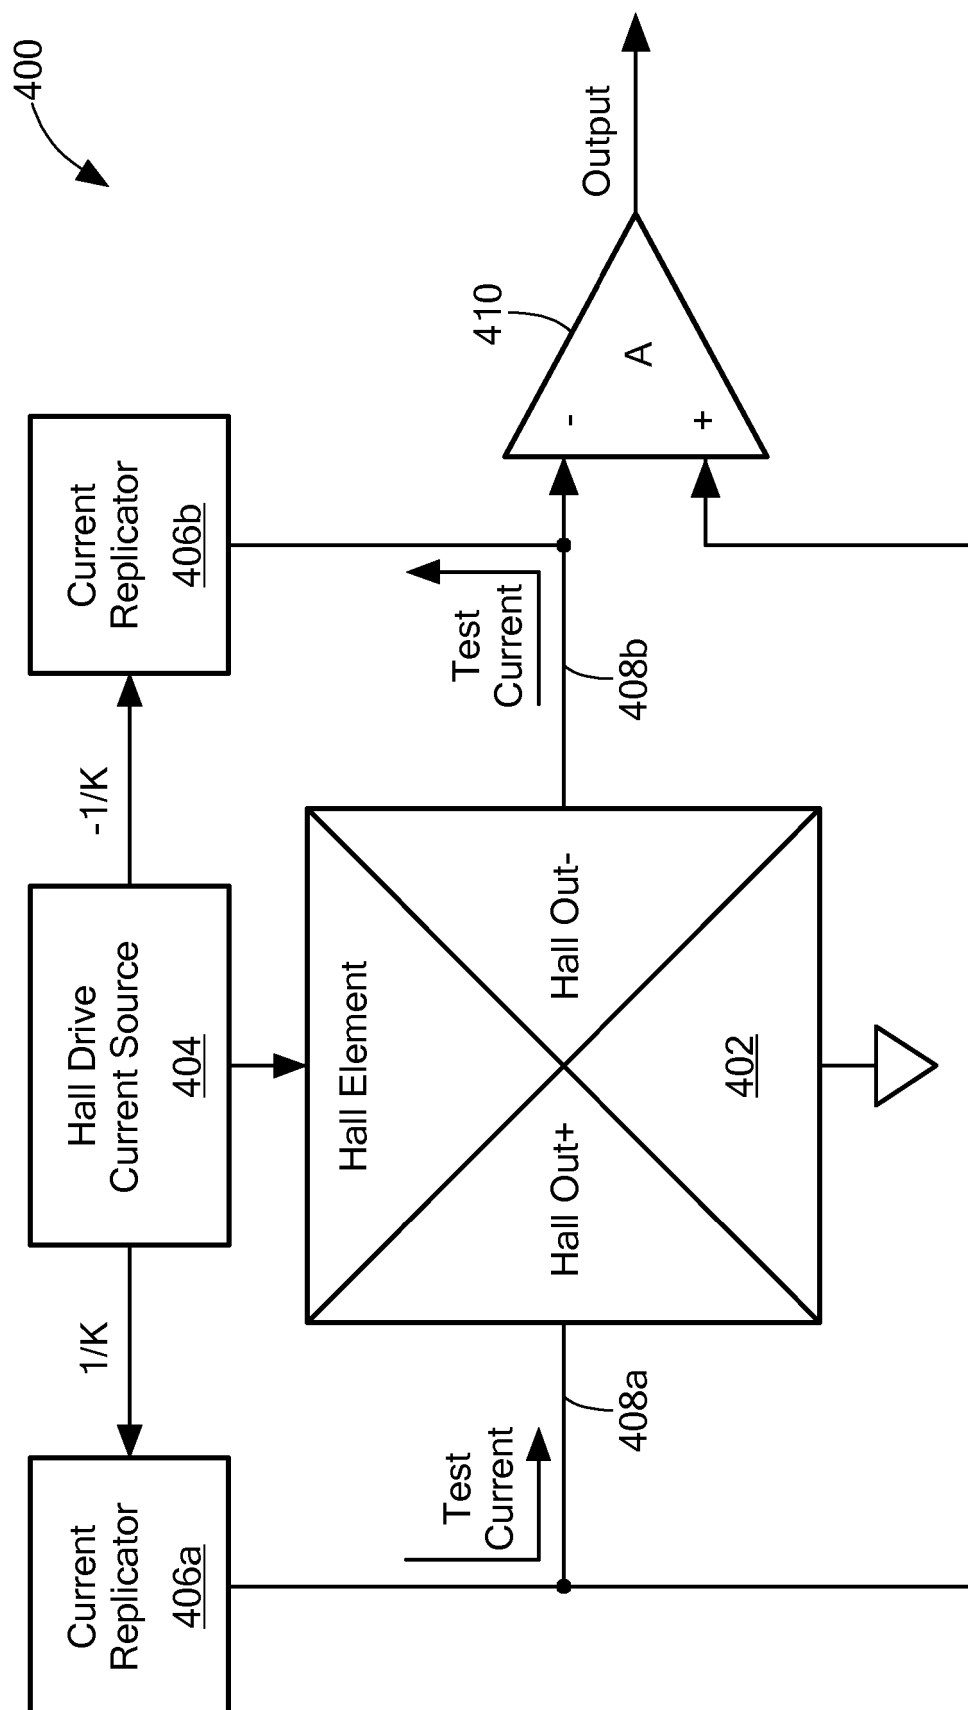 400
Current
Replicator
406a
1/K
Hall Drive
Current Source
404
-1/K
Current
Replicator
406b
Test
Current
408a
Hall Element
Hall Out+
Hall Out-
402
Test
Current
408b
410
-
+
A
Output